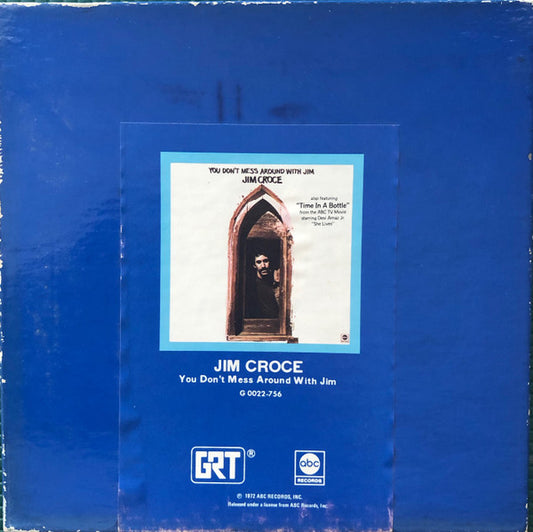 YOU DON'T MESS AROUND WITH JIM
JIM CROCE
also featuring
"Time In A Bottle"
from the ABC TV Movie
starring Desi Arnaz Jr.
"She Lives"
JIM CROCE
You Don't Mess Around With Jim
G 0022-756
GRT®
abc
RECORDS
℗ 1972 ABC RECORDS, INC.
Released under a license from ABC Records, Inc.